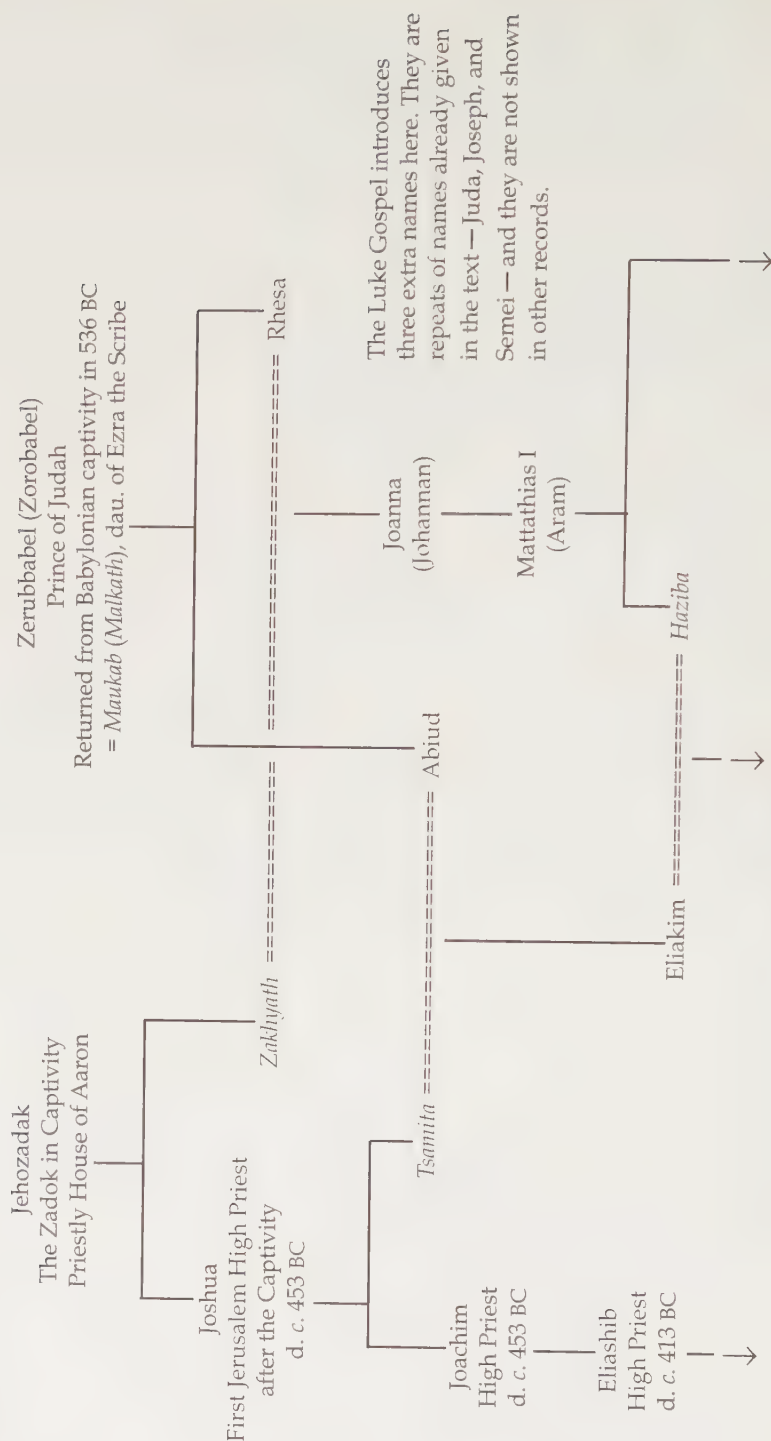 Jehozadak
The Zadok in Captivity
Priestly House of Aaron
Zerubbabel (Zorobabel)
Prince of Judah
Returned from Babylonian captivity in 536 BC
= Maukab (Malkath), dau. of Ezra the Scribe
Joshua
First Jerusalem High Priest
after the Captivity
d. c. 453 BC
Zakhyath
Rhesa
Joachim
High Priest
d. c. 453 BC
Tsamita
Abiud
Joanna
(Johannan)
The Luke Gospel introduces
three extra names here. They are
repeats of names already given
in the text — Juda, Joseph, and
Semei — and they are not shown
in other records.
Mattathias I
(Aram)
Eliashib
High Priest
d. c. 413 BC
Eliakim
Haziba